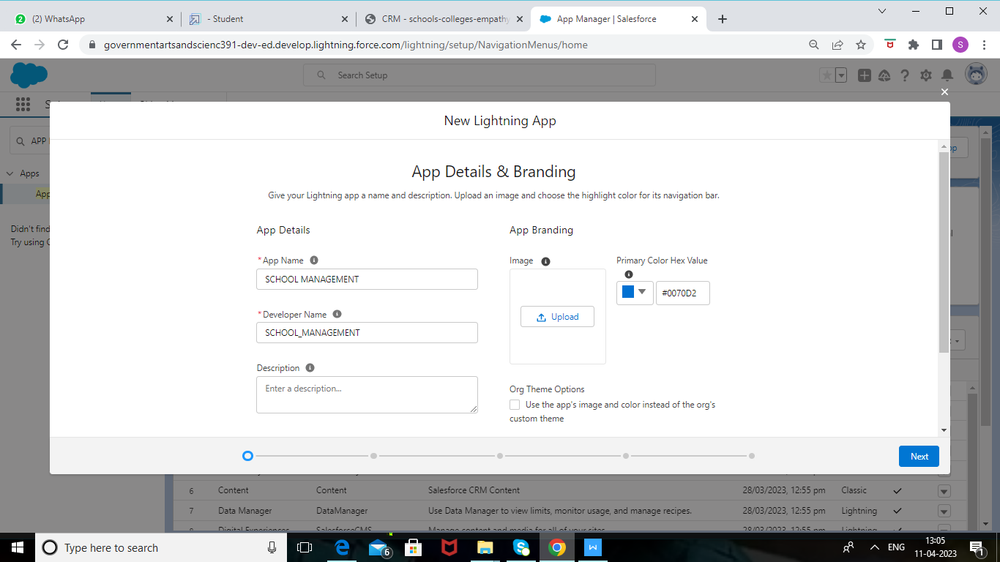 2 (2) WhatsApp
- Student
CRM - schools-colleges-empathy
App Manager | Salesforce
governmentartsandscienc391-dev-ed.develop.lightning.force.com/lightning/setup/NavigationMenus/home
S
Search Setup
APP
Apps
App
Didn't find
Try using
New Lightning App
App Details & Branding
Give your Lightning app a name and description. Upload an image and choose the highlight color for its navigation bar.
App Details
App Branding
*App Name
SCHOOL MANAGEMENT
*Developer Name
SCHOOL_MANAGEMENT
Description
Enter a description...
Image
Upload
Primary Color Hex Value
#0070D2
Org Theme Options
Use the app's image and color instead of the org's
custom theme
Next
6 Content Content Salesforce CRM Content 28/03/2023, 12:55 pm Classic
7 Data Manager DataManager Use Data Manager to view limits, monitor usage, and manage recipes. 28/03/2023, 12:55 pm Lightning
8 Digital Experiences SalesforceCMS Manage content and media for all of your sites. 28/03/2023, 12:55 pm Lightning
Type here to search
6
ENG
13:05
11-04-2023
1